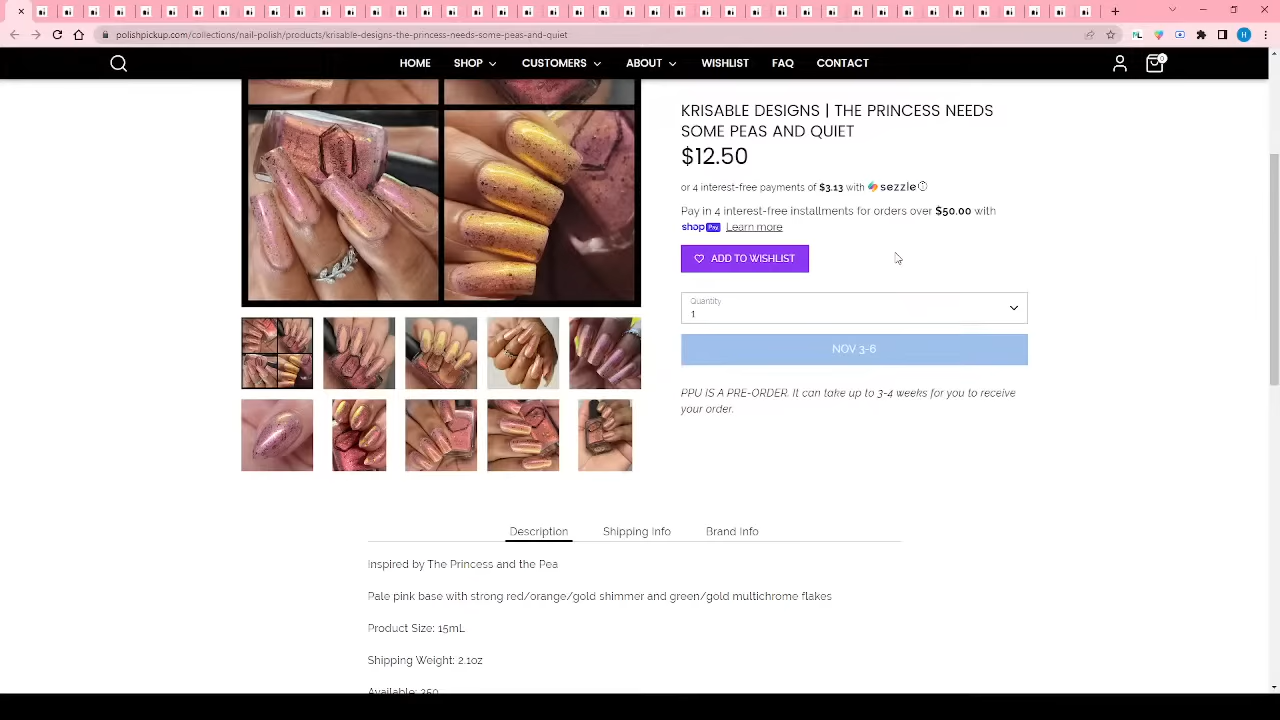 polishpickup.com/collections/nail-polish/products/krisable-designs-the-princess-needs-some-peas-and-quiet
H
HOME SHOP CUSTOMERS ABOUT WISHLIST FAQ CONTACT
0
KRISABLE DESIGNS | THE PRINCESS NEEDS
SOME PEAS AND QUIET
$12.50
or 4 interest-free payments of $3.13 with sezzle
Pay in 4 interest-free installments for orders over $50.00 with
shop Pay Learn more
ADD TO WISHLIST
Quantity
1
NOV 3-6
PPU IS A PRE-ORDER. It can take up to 3-4 weeks for you to receive
your order.
Description Shipping Info Brand Info
Inspired by The Princess and the Pea
Pale pink base with strong red/orange/gold shimmer and green/gold multichrome flakes
Product Size: 15mL
Shipping Weight: 2.1oz
Available: 350